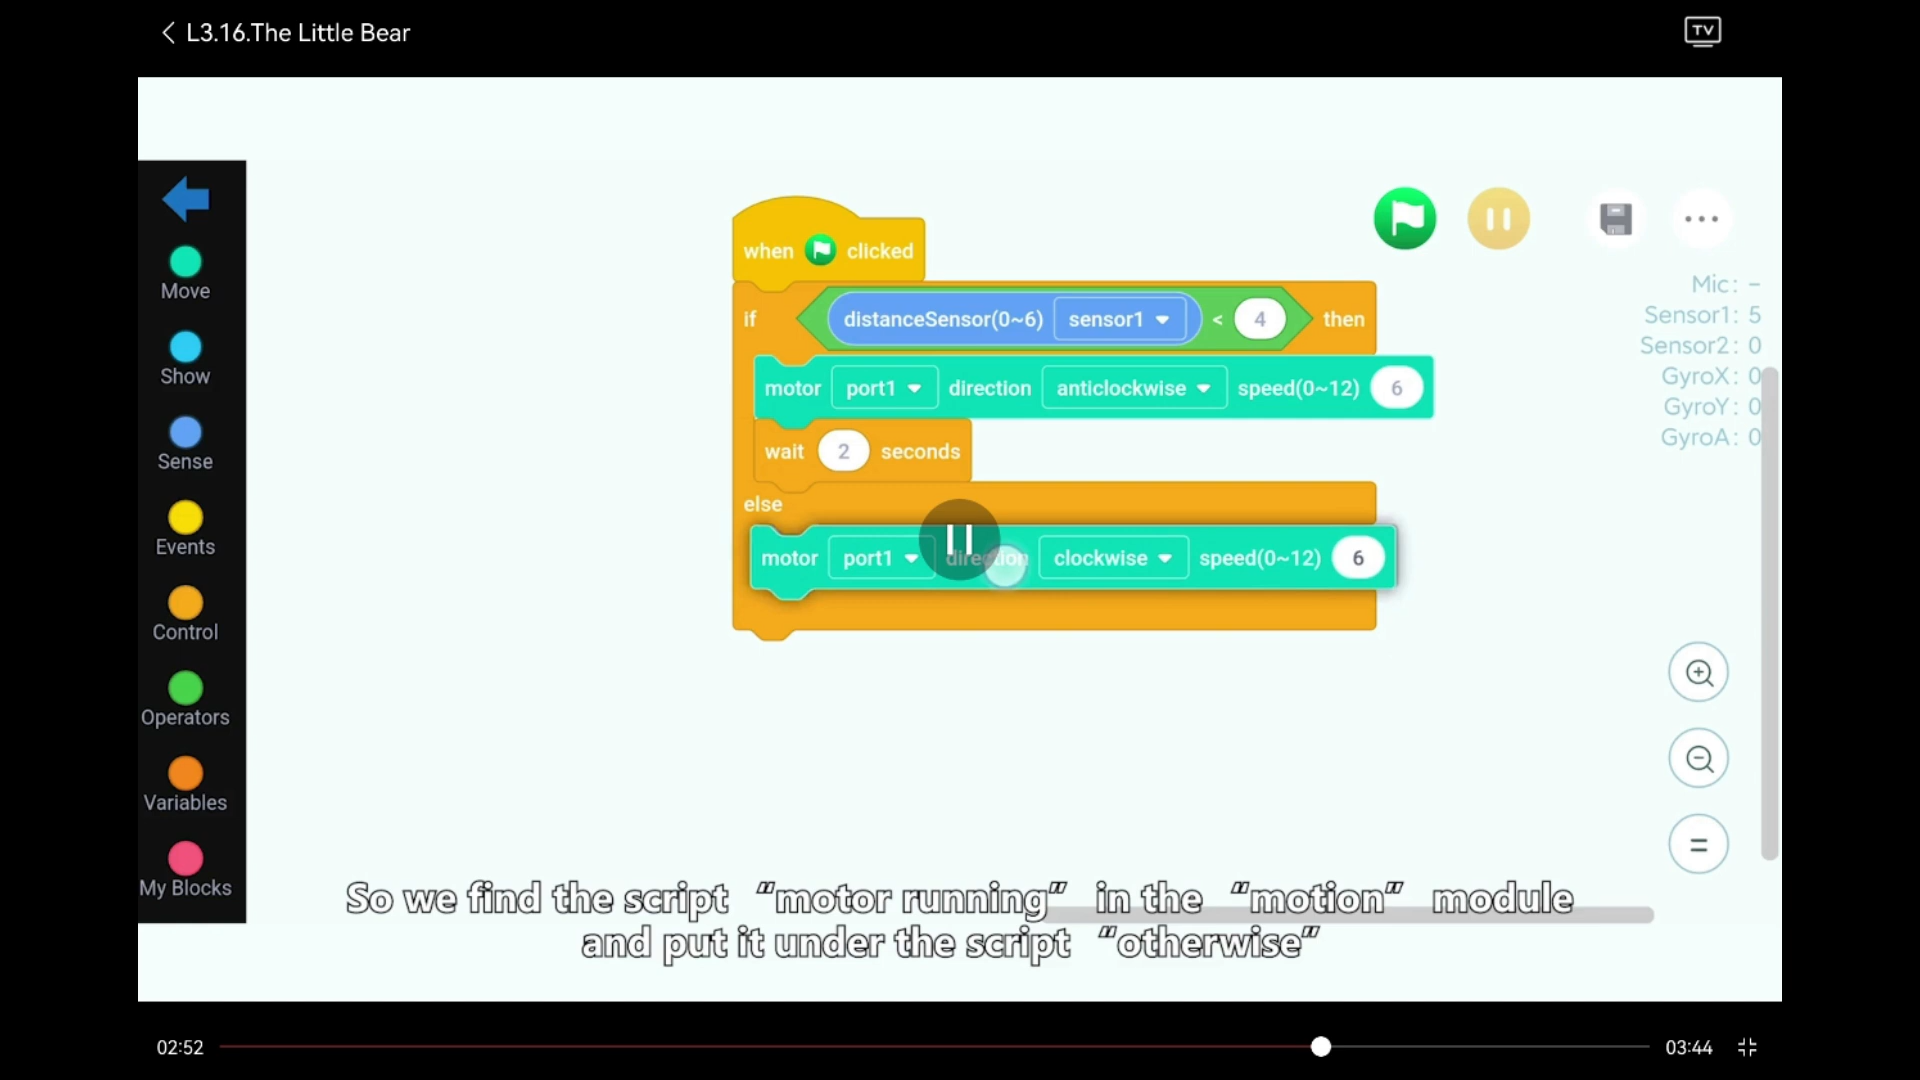 L3.16.The Little Bear
TV
Move
Show
Sense
Events
Control
Operators
Variables
My Blocks
when clicked
if distanceSensor(0~6) sensor1 < 4 then
motor port1 direction anticlockwise speed(0~12) 6
wait 2 seconds
else
motor port1 direction clockwise speed(0~12) 6
Mic: -
Sensor1: 5
Sensor2: 0
GyroX: 0
GyroY: 0
GyroA: 0
So we find the script “motor running” in the “motion” module
and put it under the script “otherwise”
02:52
03:44